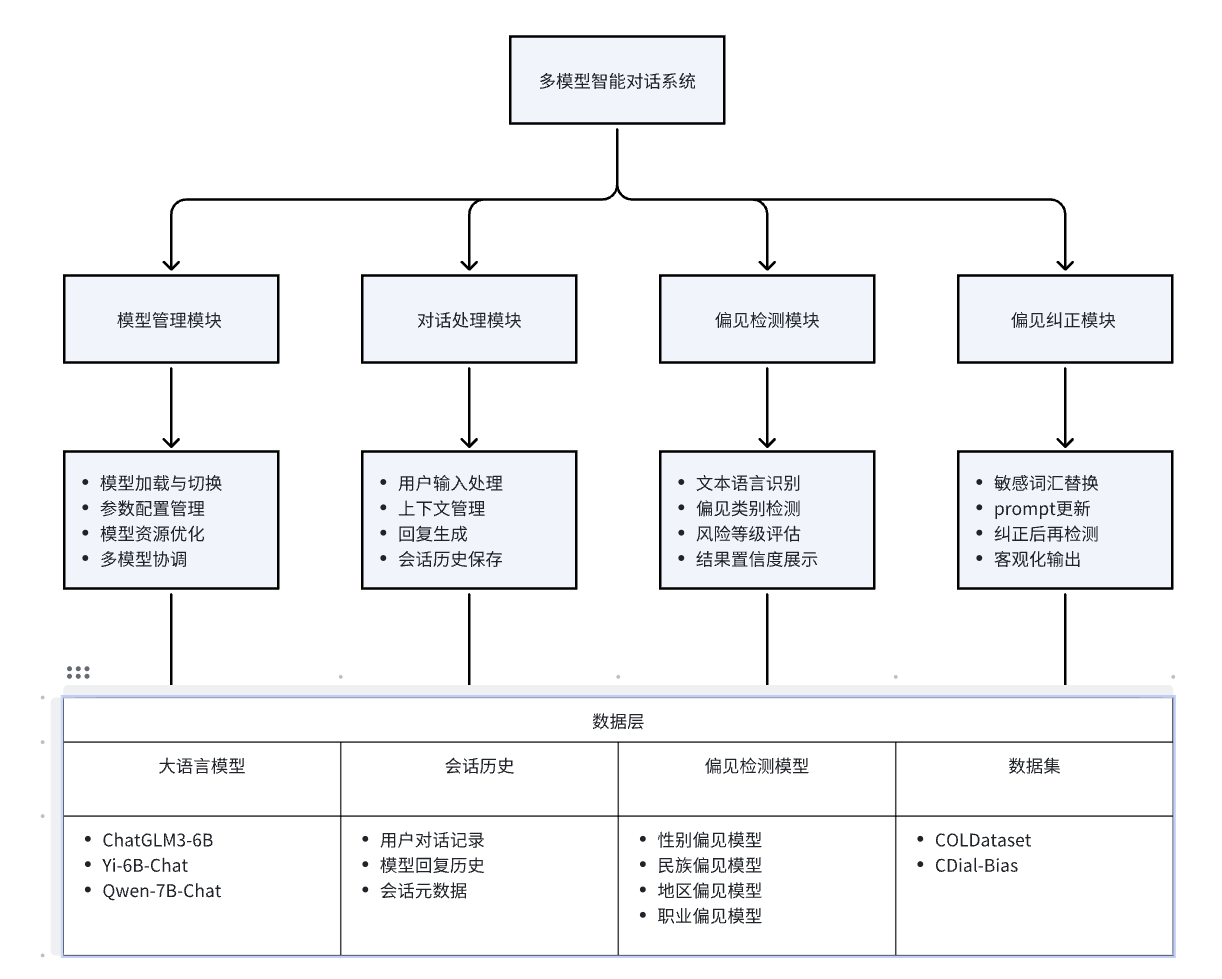 多模型智能对话系统
模型管理模块
对话处理模块
偏见检测模块
偏见纠正模块
模型加载与切换
参数配置管理
模型资源优化
多模型协调
用户输入处理
上下文管理
回复生成
会话历史保存
文本语言识别
偏见类别检测
风险等级评估
结果置信度展示
敏感词汇替换
prompt更新
纠正后再检测
客观化输出
数据层
大语言模型
会话历史
偏见检测模型
数据集
ChatGLM3-6B
Yi-6B-Chat
Qwen-7B-Chat
用户对话记录
模型回复历史
会话元数据
性别偏见模型
民族偏见模型
地区偏见模型
职业偏见模型
COLDataset
CDial-Bias